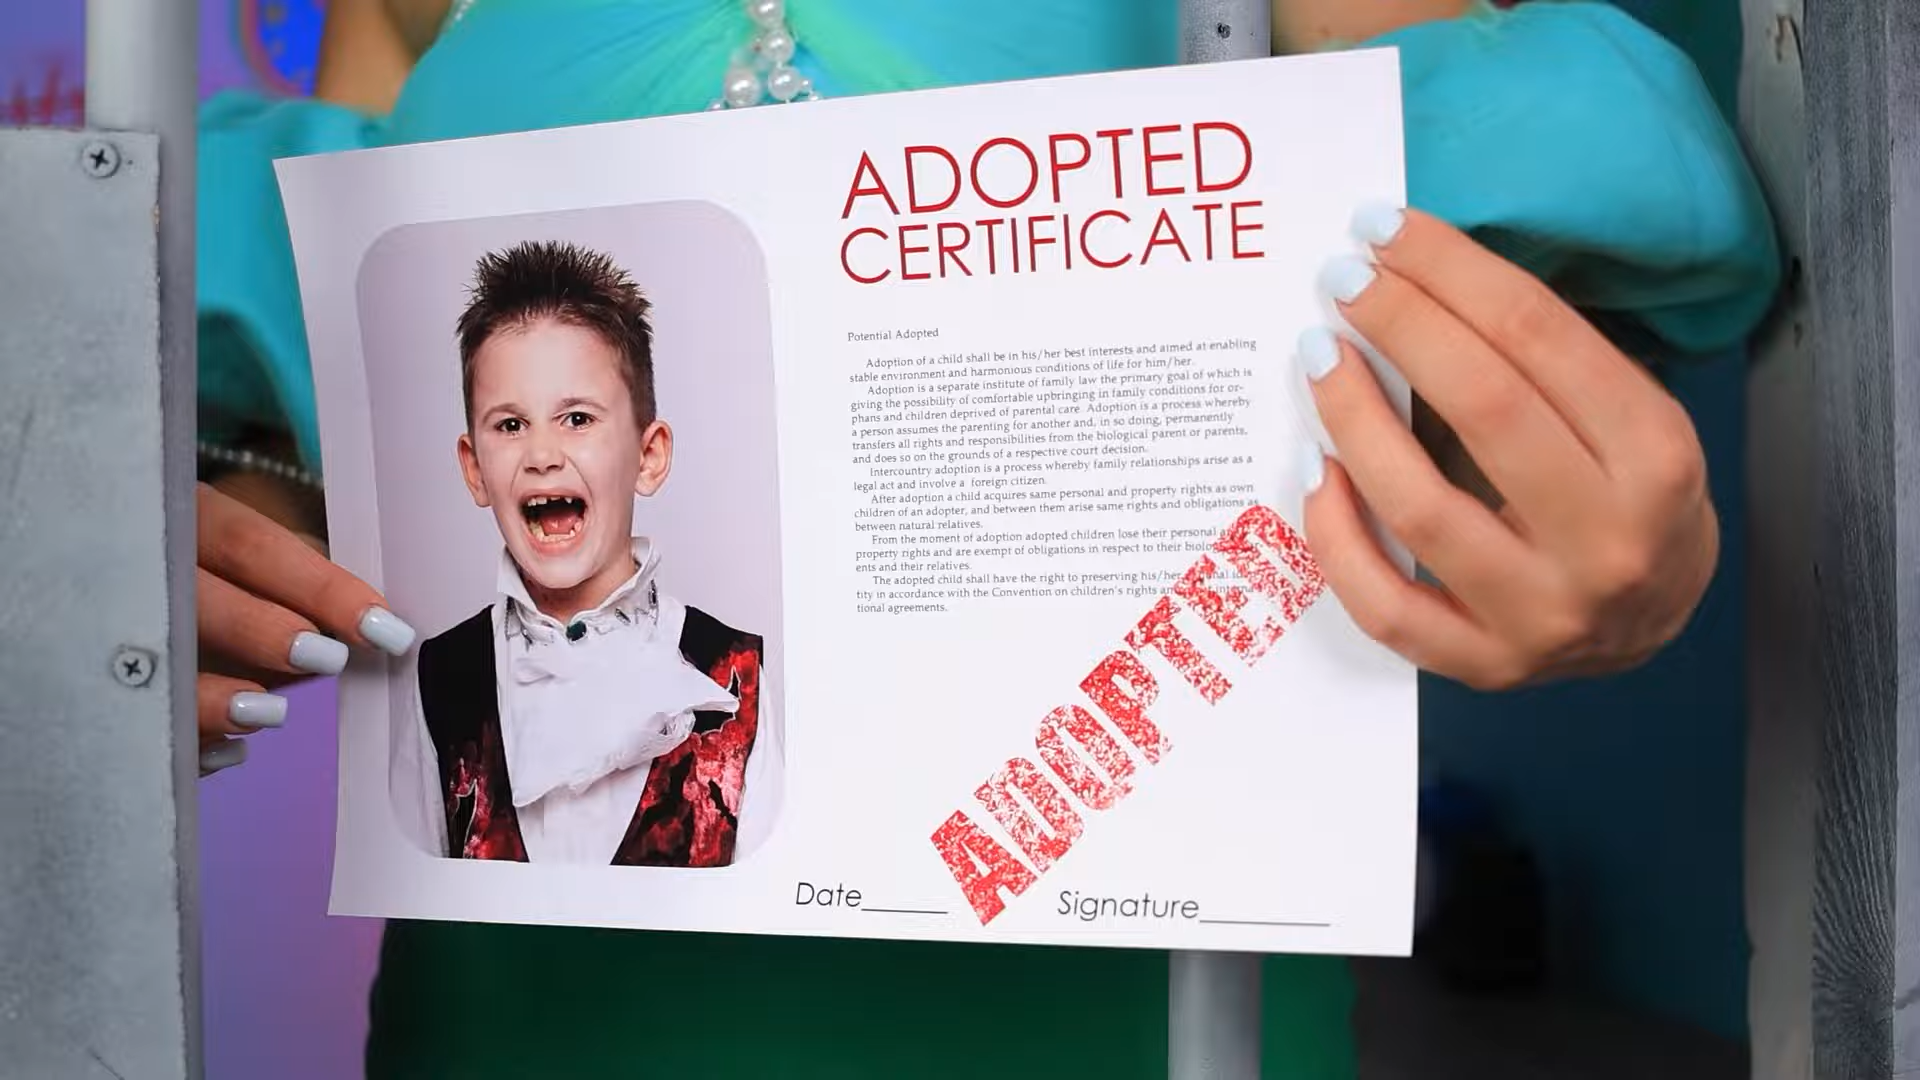 ADOPTED
CERTIFICATE
Potential Adopted
Adoption of a child shall be in his/her best interests and aimed at enabling
stable environment and harmonious conditions of life for him/her.
Adoption is a separate institute of family law the primary goal of which is
giving the possibility of comfortable upbringing in family conditions for or-
phans and children deprived of parental care. Adoption is a process whereby
a person assumes the parenting for another and, in so doing, permanently
transfers all rights and responsibilities from the biological parent or parents,
and does so on the grounds of a respective court decision.
Intercountry adoption is a process whereby family relationships arise as a
legal act and involve a foreign citizen.
After adoption a child acquires same personal and property rights as own
children of an adopter, and between them arise same rights and obligations as
between natural relatives.
From the moment of adoption adopted children lose their personal
property rights and are exempt of obligations in respect to their
ents and their relatives.
The adopted child shall have the right to preserving his/her
tity in accordance with the Convention on children's rights
tional agreements.
ADOPTED
Date_____ Signature________